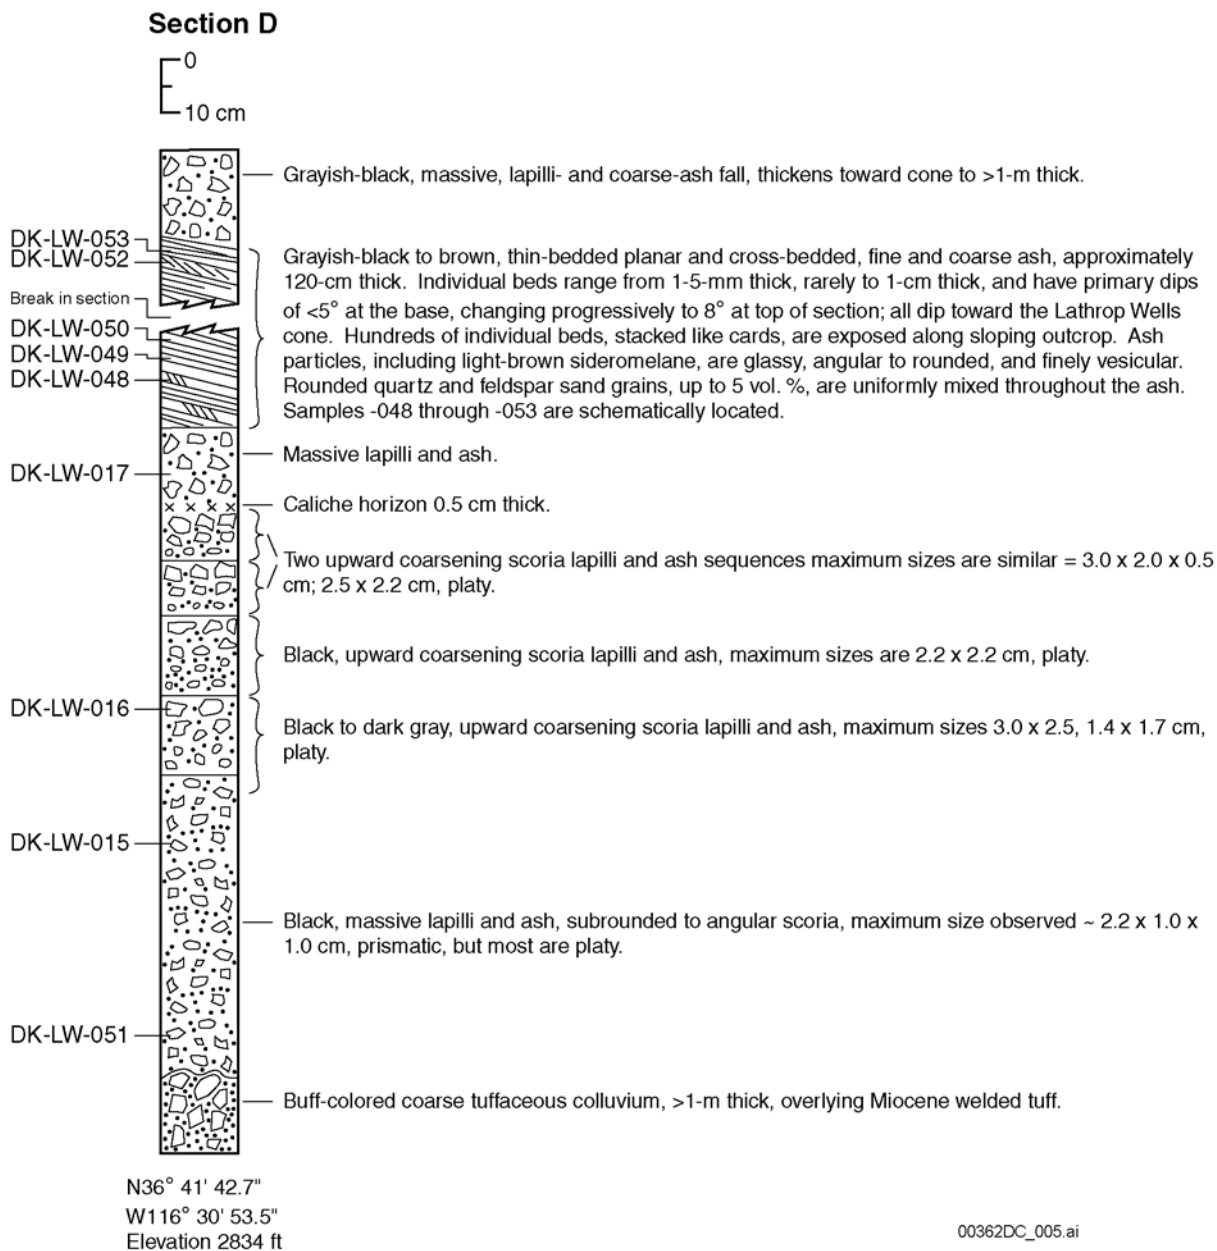 Section D
0
10 cm
Grayish-black, massive, lapilli- and coarse-ash fall, thickens toward cone to >1-m thick.
DK-LW-053
DK-LW-052
Break in section
DK-LW-050
DK-LW-049
DK-LW-048
Grayish-black to brown, thin-bedded planar and cross-bedded, fine and coarse ash, approximately
120-cm thick. Individual beds range from 1-5-mm thick, rarely to 1-cm thick, and have primary dips
of <5° at the base, changing progressively to 8° at top of section; all dip toward the Lathrop Wells
cone. Hundreds of individual beds, stacked like cards, are exposed along sloping outcrop. Ash
particles, including light-brown sideromelane, are glassy, angular to rounded, and finely vesicular.
Rounded quartz and feldspar sand grains, up to 5 vol. %, are uniformly mixed throughout the ash.
Samples -048 through -053 are schematically located.
Massive lapilli and ash.
DK-LW-017
Caliche horizon 0.5 cm thick.
Two upward coarsening scoria lapilli and ash sequences maximum sizes are similar = 3.0 x 2.0 x 0.5
cm; 2.5 x 2.2 cm, platy.
Black, upward coarsening scoria lapilli and ash, maximum sizes are 2.2 x 2.2 cm, platy.
DK-LW-016
Black to dark gray, upward coarsening scoria lapilli and ash, maximum sizes 3.0 x 2.5, 1.4 x 1.7 cm,
platy.
DK-LW-015
Black, massive lapilli and ash, subrounded to angular scoria, maximum size observed ~ 2.2 x 1.0 x
1.0 cm, prismatic, but most are platy.
DK-LW-051
Buff-colored coarse tuffaceous colluvium, >1-m thick, overlying Miocene welded tuff.
N36° 41' 42.7"
W116° 30' 53.5"
Elevation 2834 ft
00362DC_005.ai